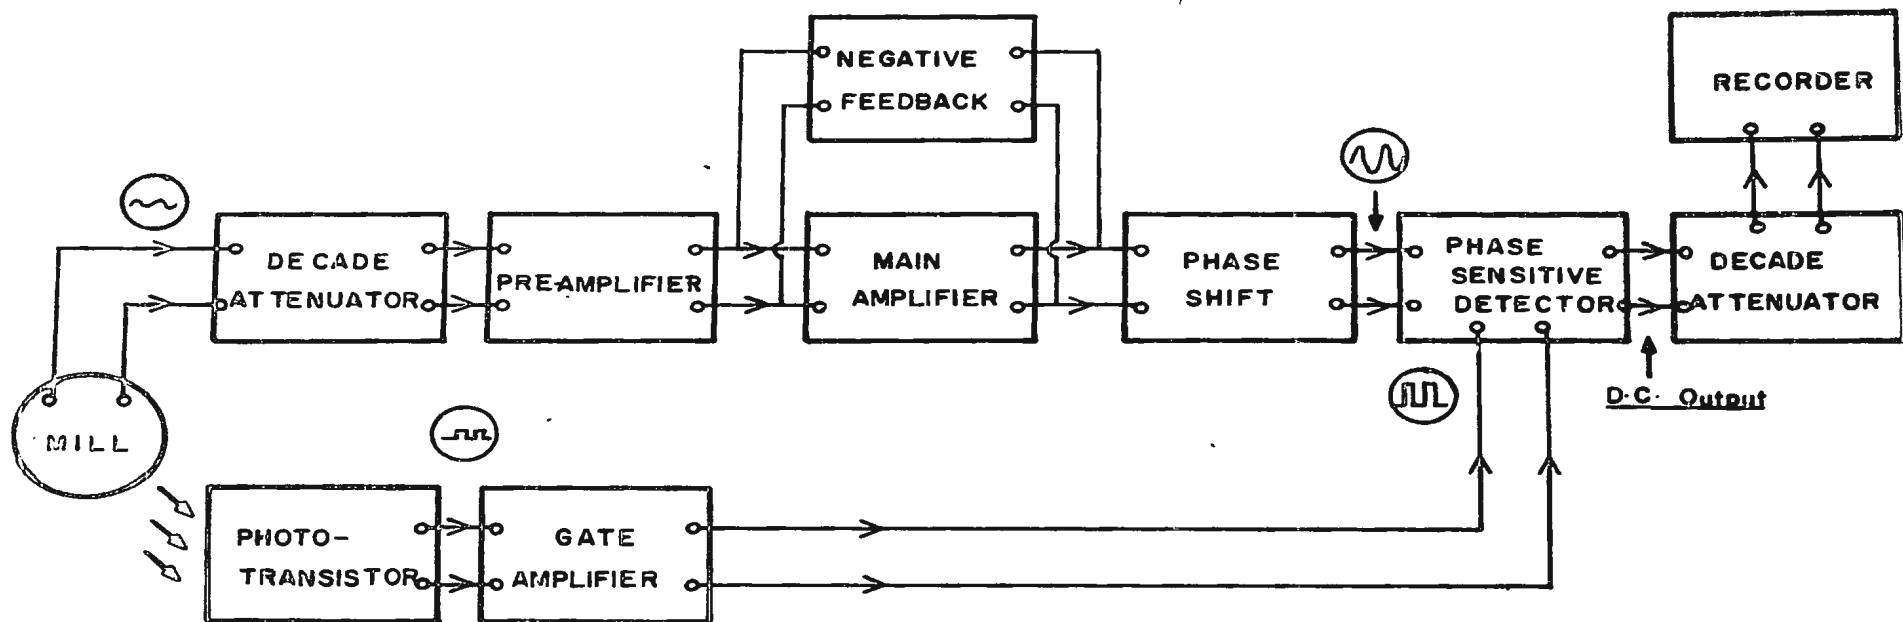 NEGATIVE
FEEDBACK
RECORDER
DECADE
ATTENUATOR
PRE-AMPLIFIER
MAIN
AMPLIFIER
PHASE
SHIFT
PHASE
SENSITIVE
DETECTOR
DECADE
ATTENUATOR
D.C. Output
MILL
PHOTO-
TRANSISTOR
GATE
AMPLIFIER